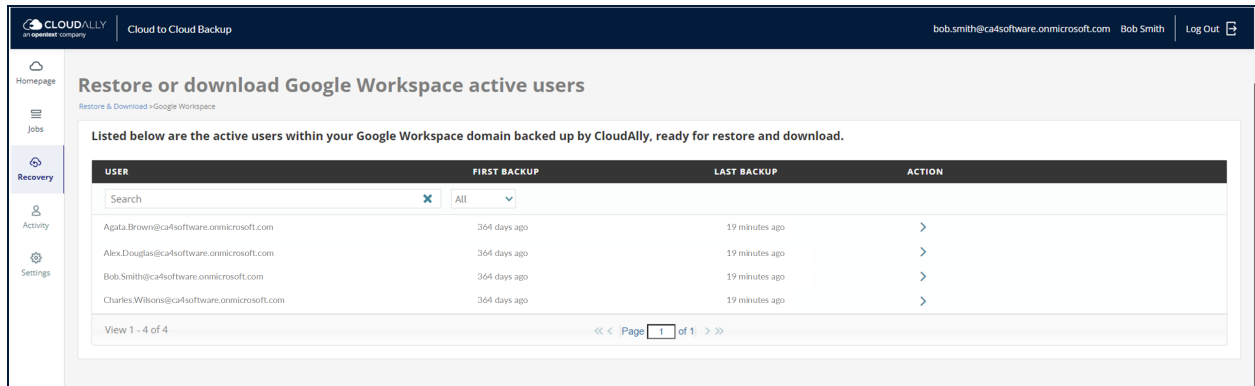 CLOUDALLY
an opentext company
Cloud to Cloud Backup
bob.smith@ca4software.onmicrosoft.com Bob Smith Log Out
Homepage
Jobs
Recovery
Activity
Settings
Restore or download Google Workspace active users
Restore & Download >Google Workspace
Listed below are the active users within your Google Workspace domain backed up by CloudAlly, ready for restore and download.
USER FIRST BACKUP LAST BACKUP ACTION
Search All
Agata.Brown@ca4software.onmicrosoft.com 364 days ago 19 minutes ago
Alex.Douglas@ca4software.onmicrosoft.com 364 days ago 19 minutes ago
Bob.Smith@ca4software.onmicrosoft.com 364 days ago 19 minutes ago
Charles.Wilsons@ca4software.onmicrosoft.com 364 days ago 19 minutes ago
View 1 - 4 of 4 Page 1 of 1